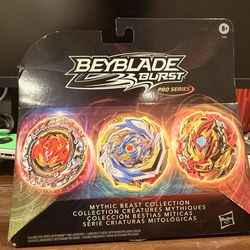 8+
BEYBLADE
BURST
PRO SERIES
MYTHIC BEAST COLLECTION
COLLECTION CRÉATURES MYTHIQUES
COLECCIÓN BESTIAS MÍTICAS
SÉRIE CRIATURAS MITOLÓGICAS
Hasbro